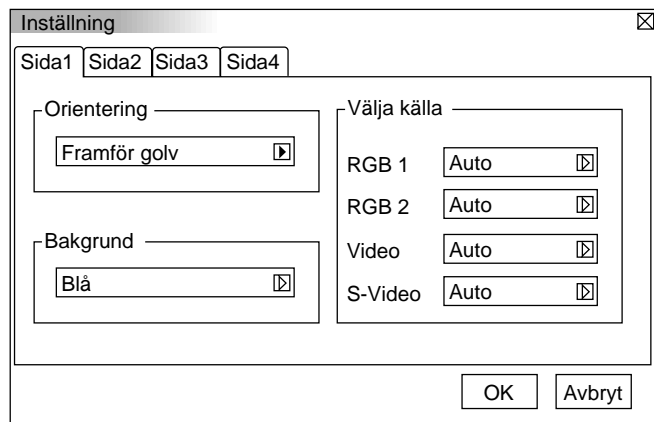 Inställning
Sida1 Sida2 Sida3 Sida4
Orientering
Framför golv
Bakgrund
Blå
Välja källa
RGB 1 Auto
RGB 2 Auto
Video Auto
S-Video Auto
OK Avbryt